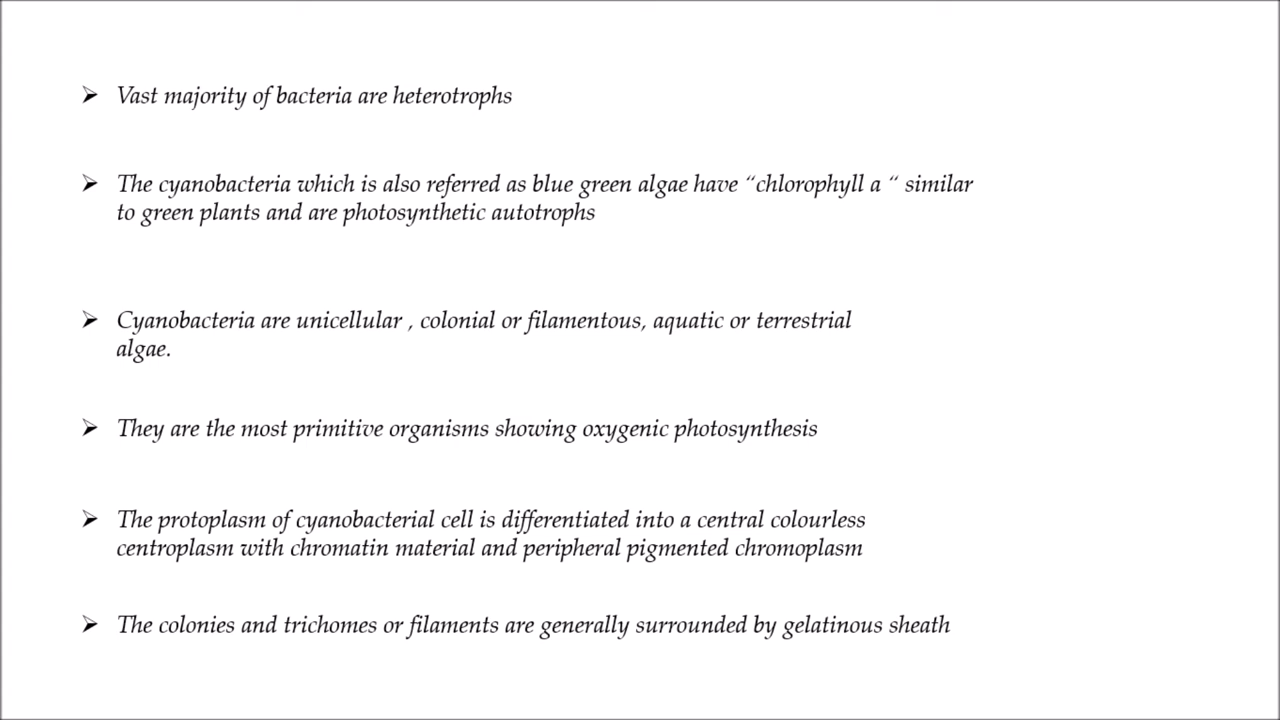 ➢ Vast majority of bacteria are heterotrophs
➢ The cyanobacteria which is also referred as blue green algae have “chlorophyll a “ similar
to green plants and are photosynthetic autotrophs
➢ Cyanobacteria are unicellular , colonial or filamentous, aquatic or terrestrial
algae.
➢ They are the most primitive organisms showing oxygenic photosynthesis
➢ The protoplasm of cyanobacterial cell is differentiated into a central colourless
centroplasm with chromatin material and peripheral pigmented chromoplasm
➢ The colonies and trichomes or filaments are generally surrounded by gelatinous sheath